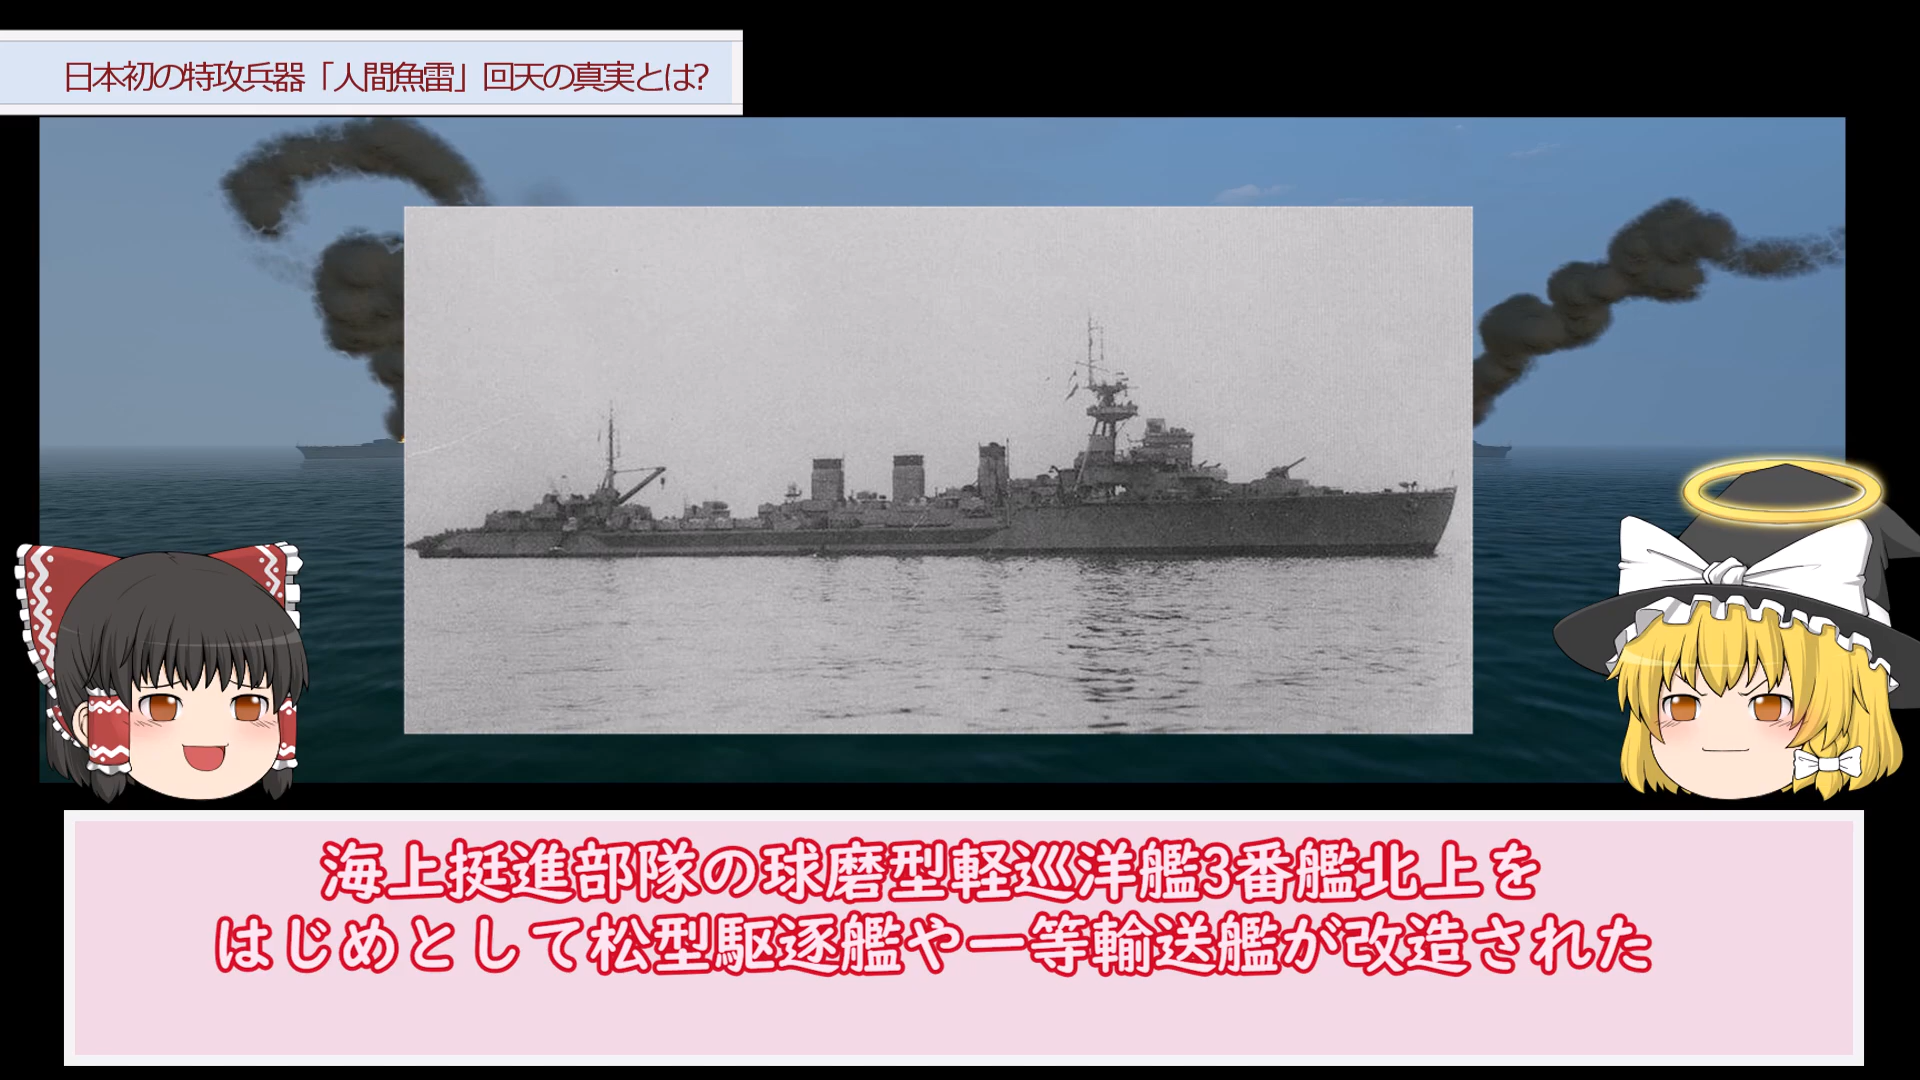 日本初の特攻兵器「人間魚雷」回天の真実とは?
海上挺進部隊の球磨型軽巡洋艦3番艦北上を
はじめとして松型駆逐艦や一等輸送艦が改造された